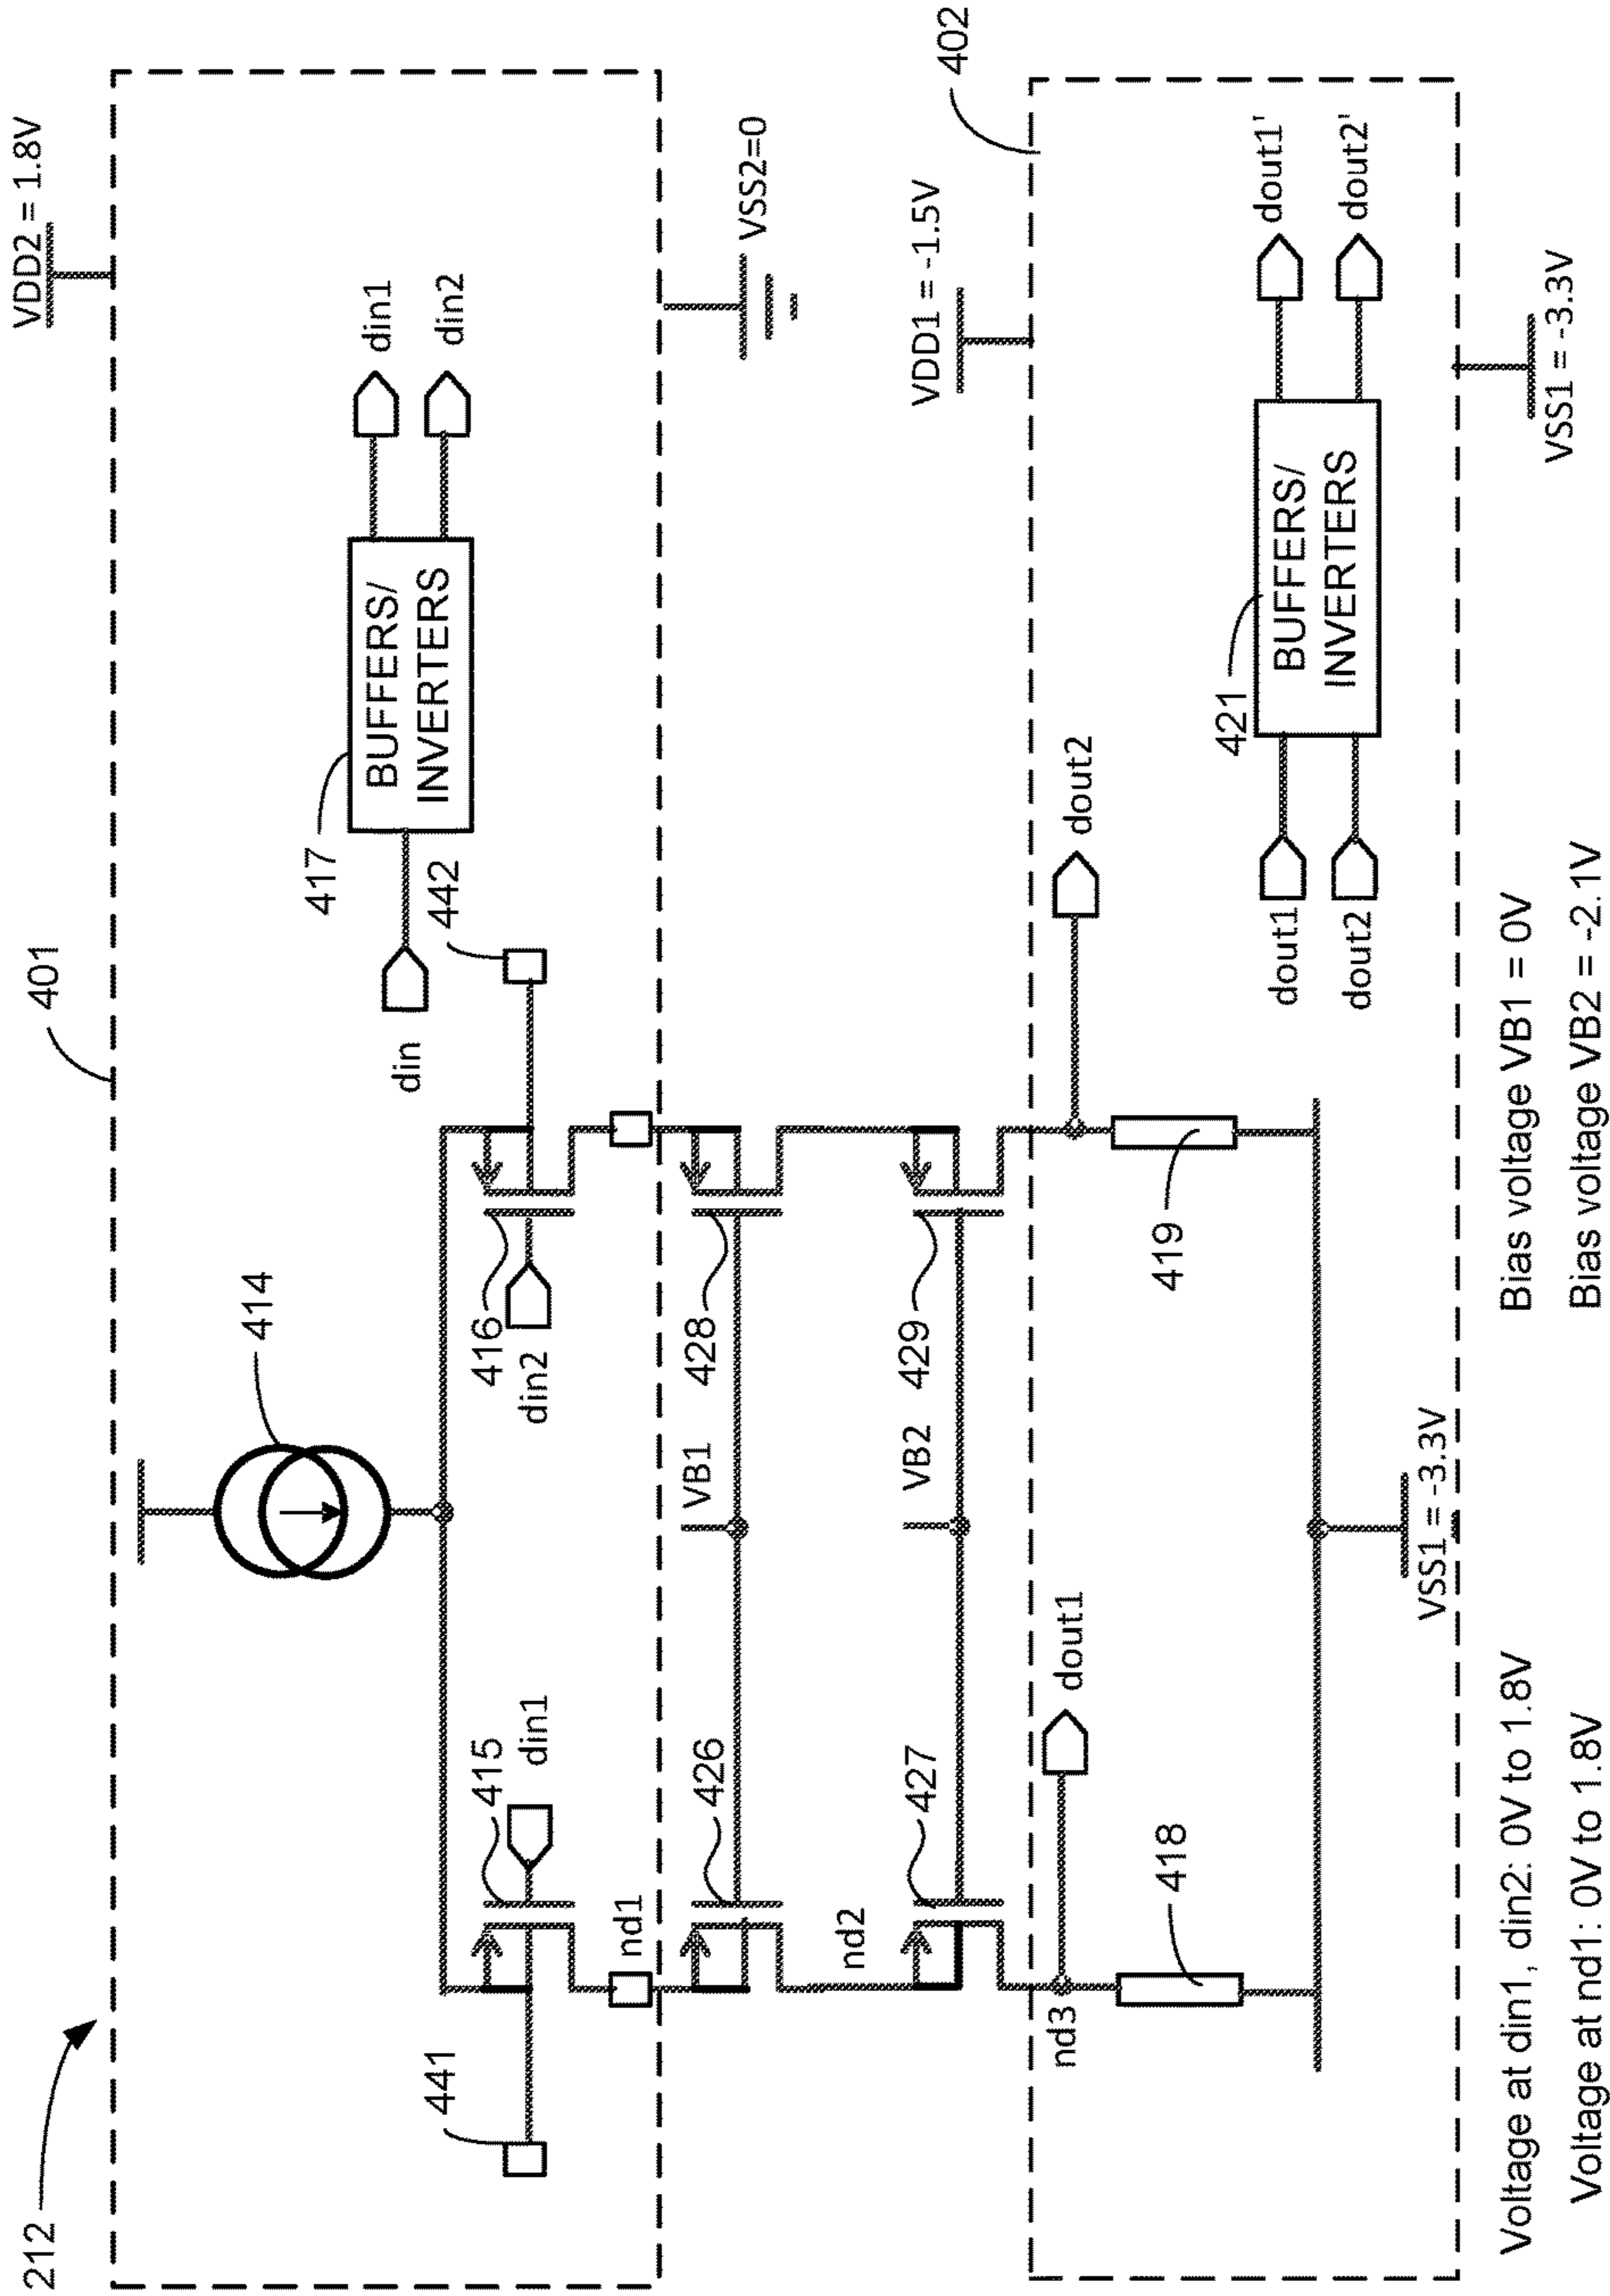 212
401
VDD2 = 1.8V
414
417
BUFFERS/
INVERTERS
din
din1
din2
441
415
din1
416
din2
442
nd1
VSS2=0
426
VB1
428
402
VDD1 = -1.5V
nd2
427
VB2
429
nd3
dout1
dout2
418
419
421
BUFFERS/
INVERTERS
dout1
dout2
dout1'
dout2'
VSS1 = -3.3V
VSS1 = -3.3V
Voltage at din1, din2: 0V to 1.8V
Voltage at nd1: 0V to 1.8V
Bias voltage VB1 = 0V
Bias voltage VB2 = -2.1V